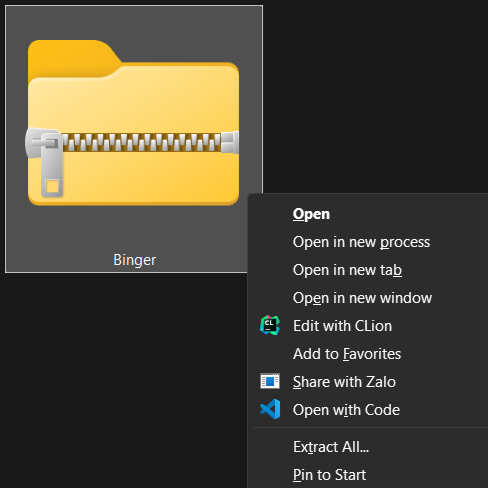 Binger
Open
Open in new process
Open in new tab
Open in new window
CL
Edit with CLion
Add to Favorites
Share with Zalo
Open with Code
Extract All...
Pin to Start